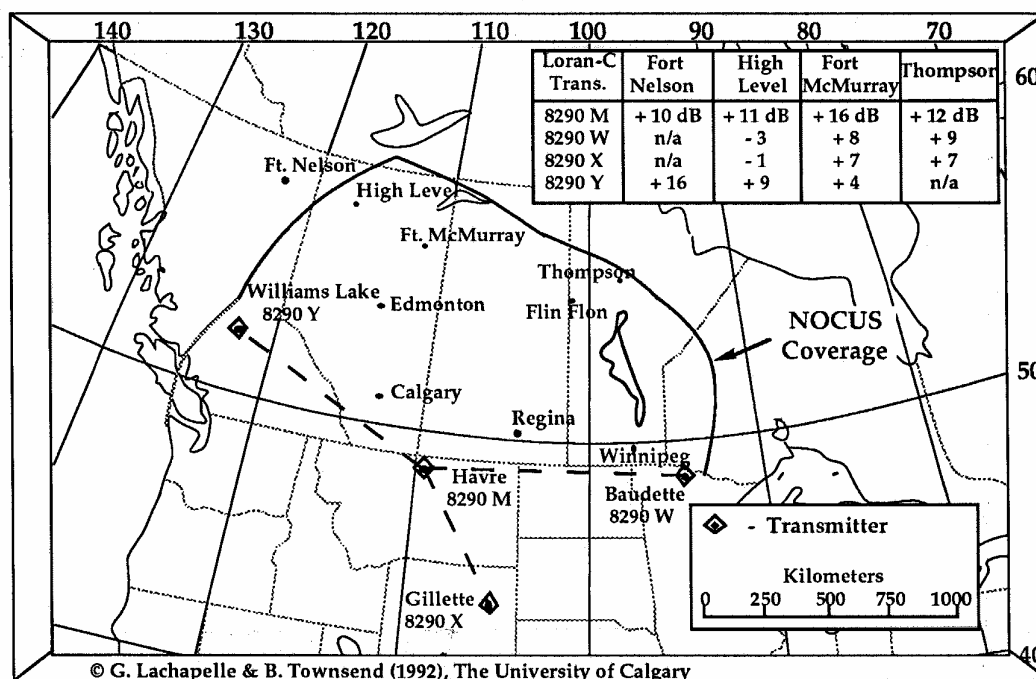 140 130 120 110 100 90 80 70
60
50
40
Loran-C Trans. Fort Nelson High Level Fort McMurray Thompson
8290 M + 10 dB + 11 dB + 16 dB + 12 dB
8290 W n/a - 3 + 8 + 9
8290 X n/a - 1 + 7 + 7
8290 Y + 16 + 9 + 4 n/a
Ft. Nelson
High Leve
Ft. McMurray
Thompson
Williams Lake
8290 Y
Edmonton
Flin Flon
NOCUS
Coverage
Calgary
Regina
Winnipeg
Havre
8290 M
Baudette
8290 W
Gillette
8290 X
- Transmitter
Kilometers
0 250 500 750 1000
© G. Lachapelle & B. Townsend (1992), The University of Calgary